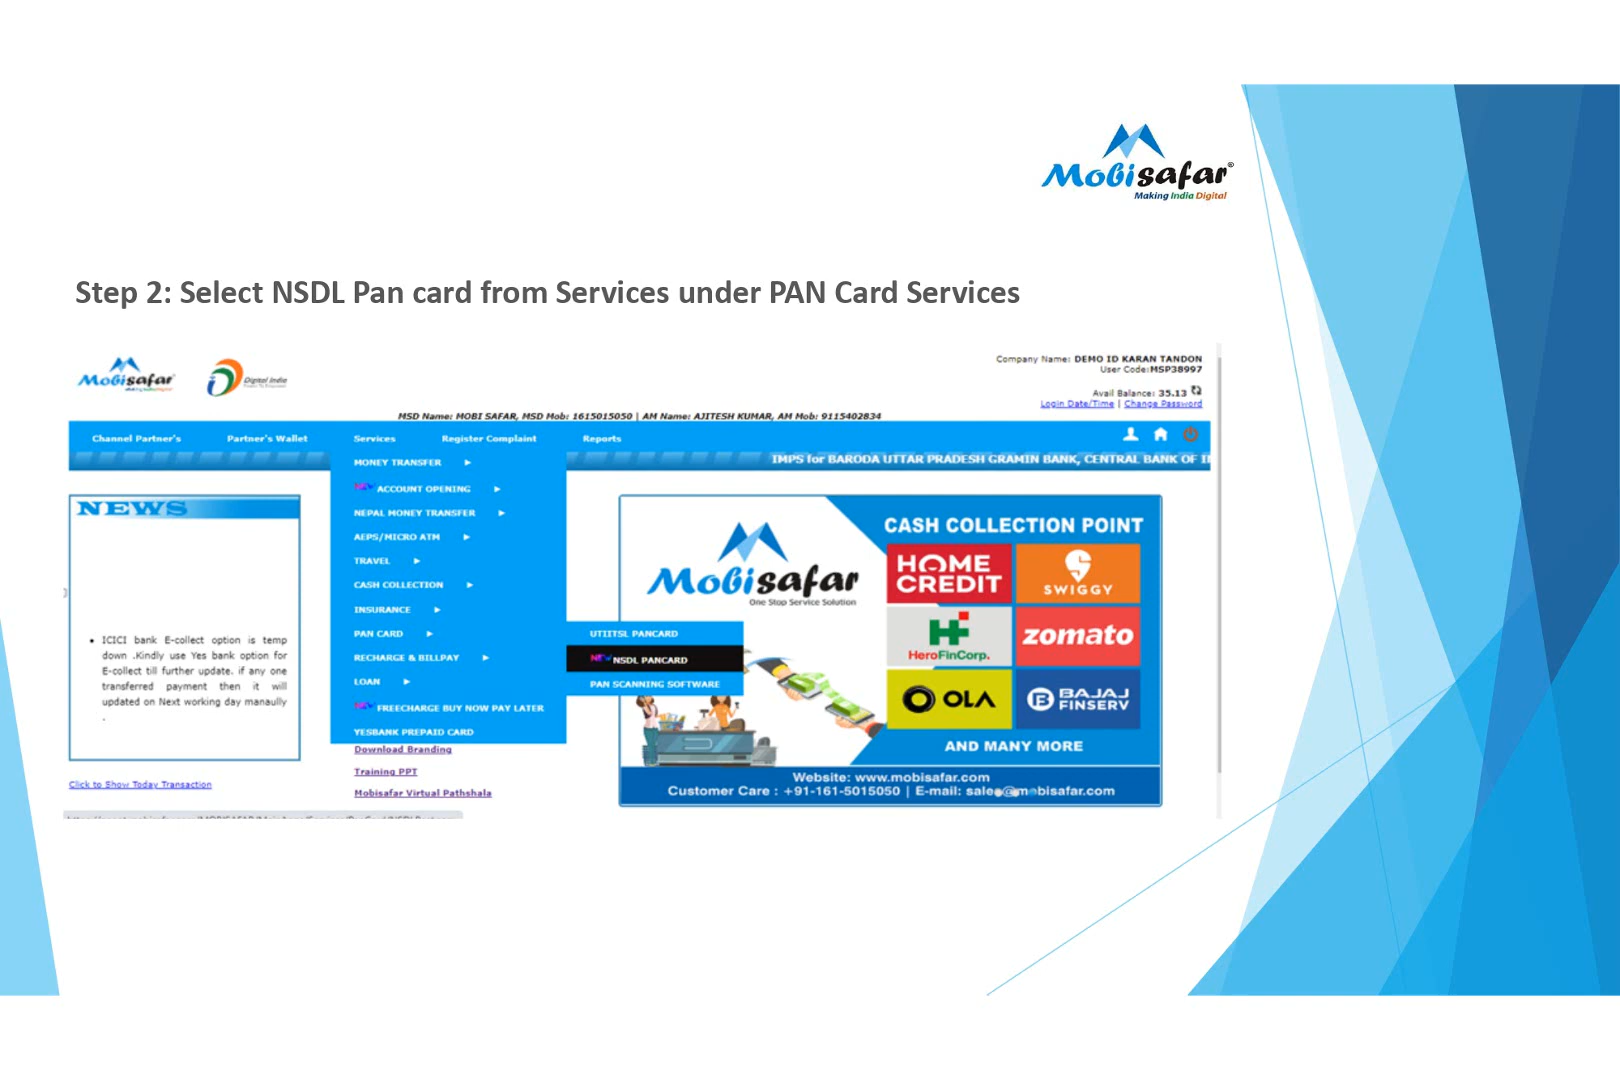 Mobisafar®
Making India Digital
Step 2: Select NSDL Pan card from Services under PAN Card Services
Mobisafar
Making India Digital
Digital India
Power To Empower
Company Name: DEMO ID KARAN TANDON
User Code:MSP38997
Avail Balance: 35.13
Login Date/Time | Change Password
MSD Name: MOBI SAFAR, MSD Mob: 1615015050 | AM Name: AJITESH KUMAR, AM Mob: 9115402834
Channel Partner's Partner's Wallet Services Register Complaint Reports
IMPS for BARODA UTTAR PRADESH GRAMIN BANK, CENTRAL BANK OF
MONEY TRANSFER
ACCOUNT OPENING
NEPAL MONEY TRANSFER
AEPS/MICRO ATM
TRAVEL
CASH COLLECTION
INSURANCE
PAN CARD
RECHARGE & BILLPAY
LOAN
FREECHARGE BUY NOW PAY LATER
YESBANK PREPAID CARD
UTIITSL PANCARD
NEW NSDL PANCARD
PAN SCANNING SOFTWARE
NEWS
• ICICI bank E-collect option is temp
down .Kindly use Yes bank option for
E-collect till further update. if any one
transferred payment then it will
updated on Next working day manaully
.
Click to Show Today Transaction
Download Branding
Training PPT
Mobisafar Virtual Pathshala
Mobisafar
One Stop Service Solution
CASH COLLECTION POINT
HOME
CREDIT
SWIGGY
HeroFinCorp.
zomato
OLA
BAJAJ
FINSERV
AND MANY MORE
Website: www.mobisafar.com
Customer Care : +91-161-5015050 | E-mail: sales@mobisafar.com